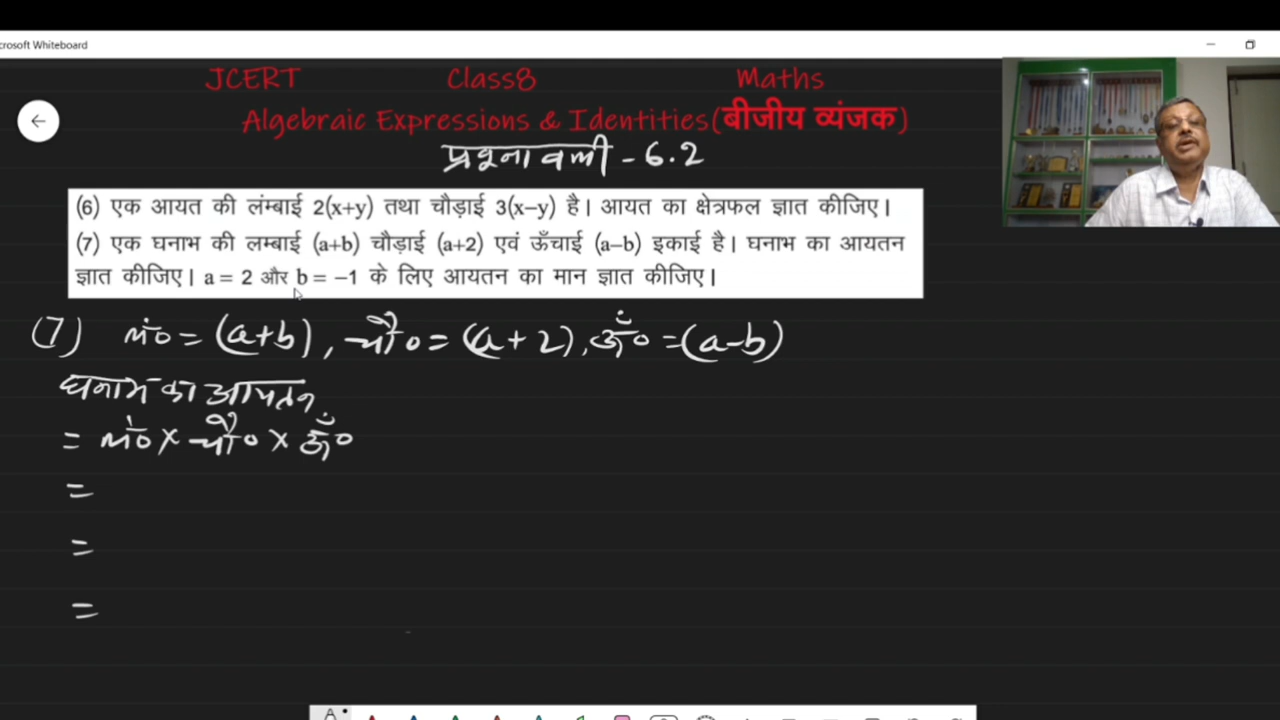 crosoft Whiteboard
JCERT Class8 Maths
Algebraic Expressions & Identities(बीजीय व्यंजक)
प्रश्नावली - 6.2
(6) एक आयत की लंम्बाई 2(x+y) तथा चौड़ाई 3(x–y) है। आयत का क्षेत्रफल ज्ञात कीजिए।
(7) एक घनाभ की लम्बाई (a+b) चौड़ाई (a+2) एवं ऊँचाई (a–b) इकाई है। घनाभ का आयतन
ज्ञात कीजिए। a = 2 और b = –1 के लिए आयतन का मान ज्ञात कीजिए।
(7) लं० = (a+b), चौ० = (a+2), ऊँ० = (a-b)
घनाभ का आयतन
= लं० × चौ० × ऊँ०
=
=
=